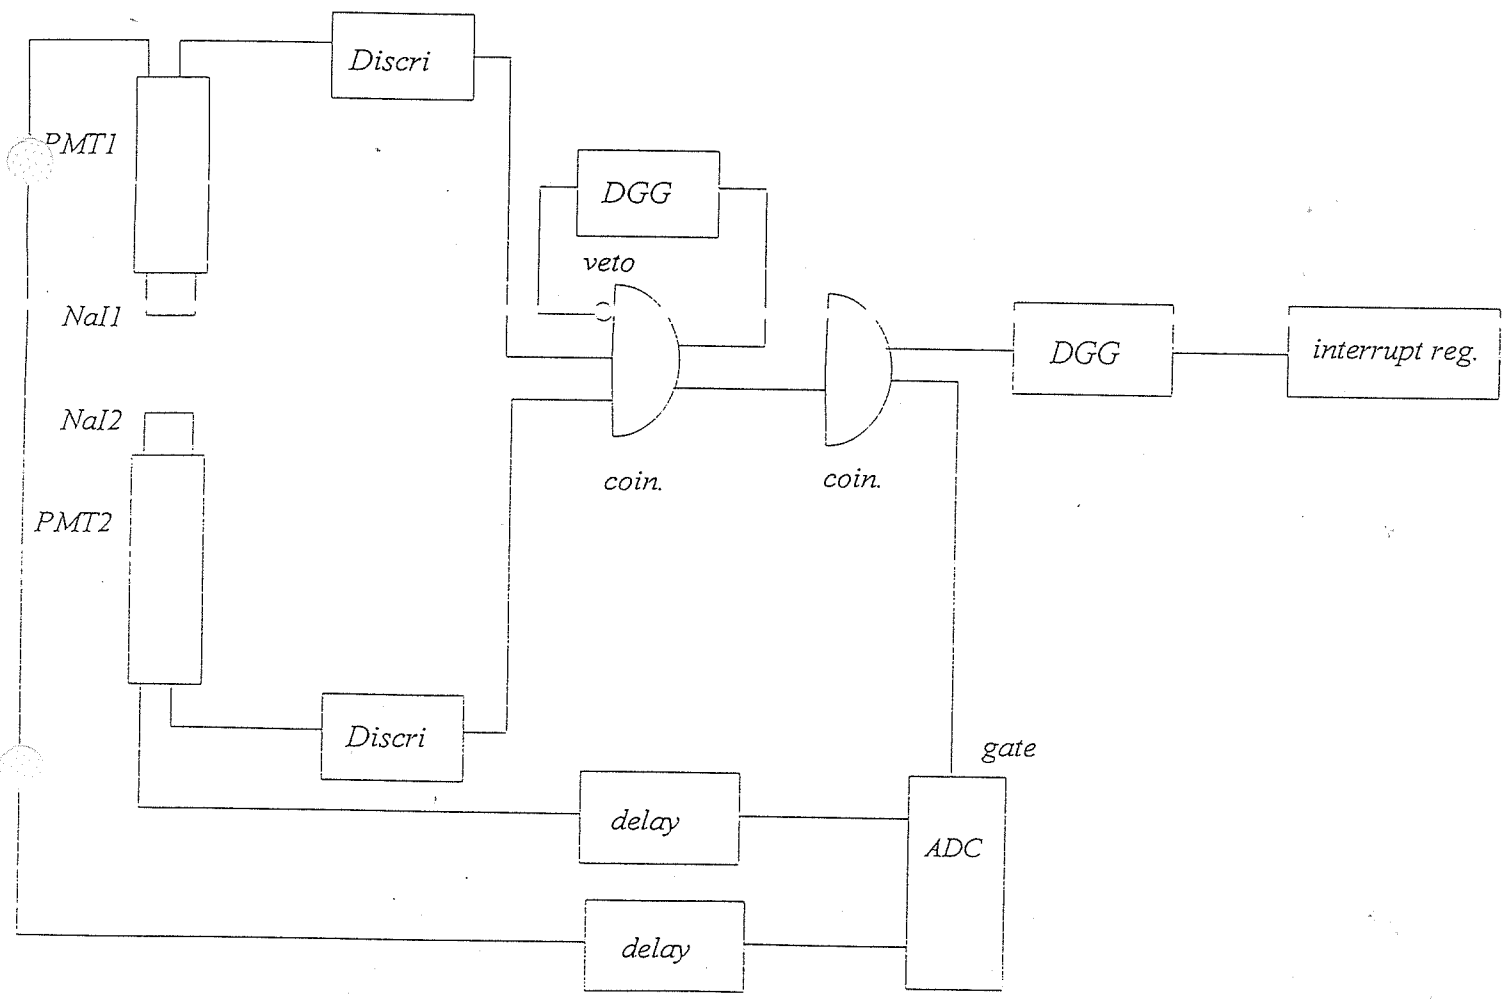 Discri
PMT1
DGG
veto
NaI1
DGG
interrupt reg.
NaI2
coin.
coin.
PMT2
Discri
gate
delay
ADC
delay